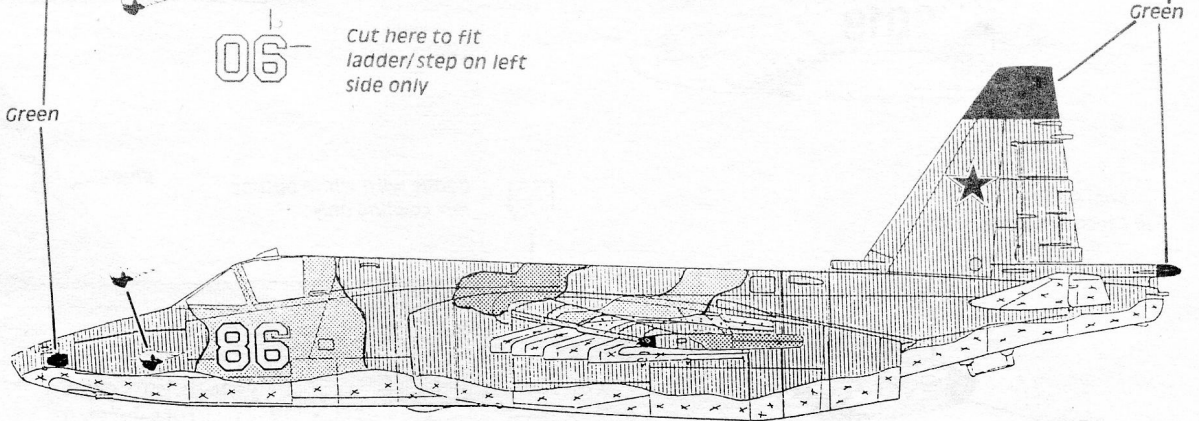 Green
06
Cut here to fit
ladder/step on left
side only
Green
86